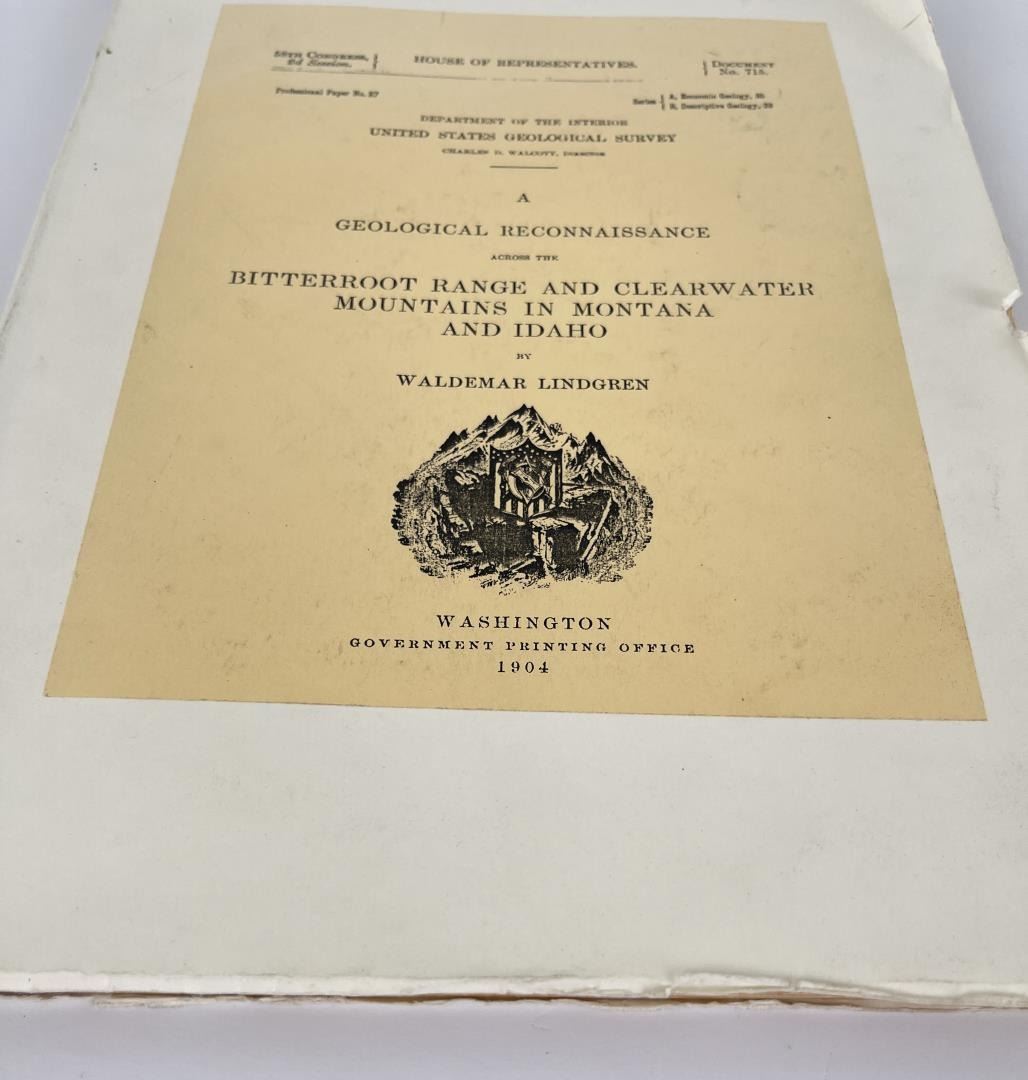 58TH CONGRESS, } HOUSE OF REPRESENTATIVES. { DOCUMENT
2d Session. No. 715.
Professional Paper No. 27 Series { A, Economic Geology, 35
B, Descriptive Geology,
DEPARTMENT OF THE INTERIOR
UNITED STATES GEOLOGICAL SURVEY
CHARLES D. WALCOTT, DIRECTOR
A
GEOLOGICAL RECONNAISSANCE
ACROSS THE
BITTERROOT RANGE AND CLEARWATER
MOUNTAINS IN MONTANA
AND IDAHO
BY
WALDEMAR LINDGREN
WASHINGTON
GOVERNMENT PRINTING OFFICE
1904